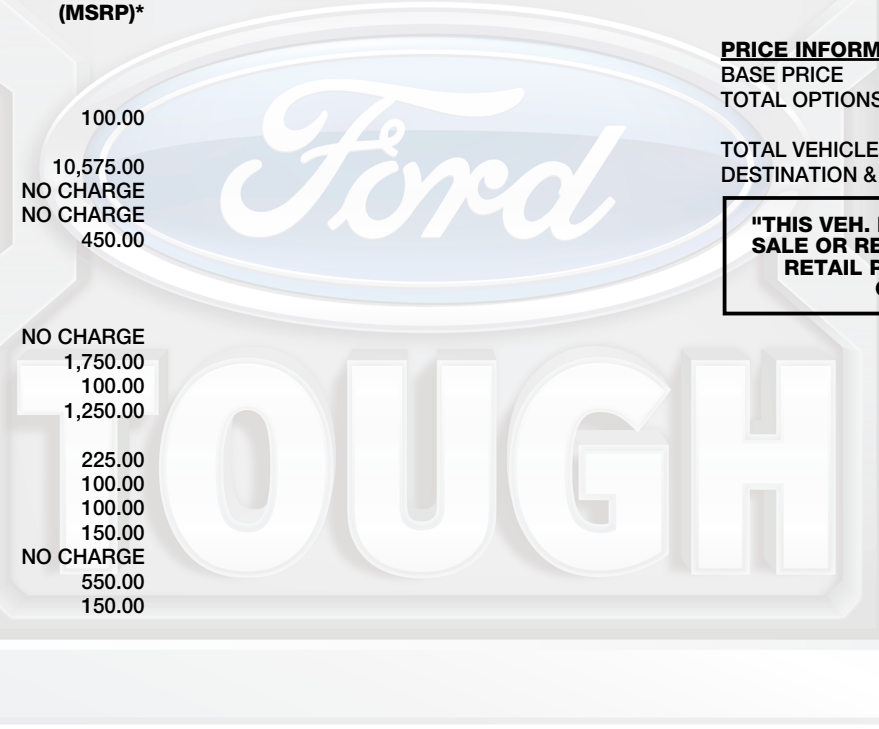 (MSRP)*
100.00
10,575.00
NO CHARGE
NO CHARGE
450.00
NO CHARGE
1,750.00
100.00
1,250.00
225.00
100.00
100.00
150.00
NO CHARGE
550.00
150.00
PRICE
BASE PRICE
TOTAL OPTIONS
TOTAL VEHICLE
DESTINATION &
"THIS VEH.
SALE OR
RETAIL
Ford
TOUGH